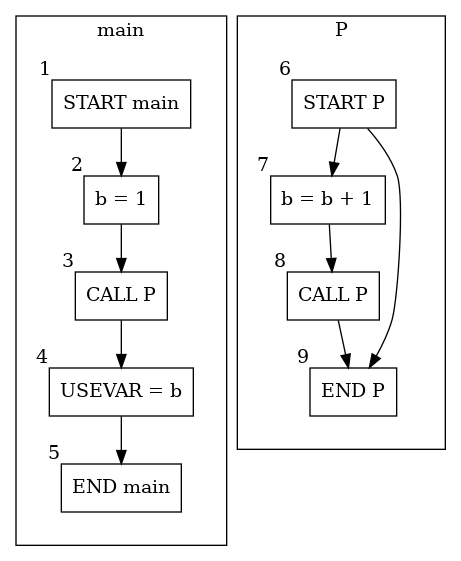 main
1
START main
2
b = 1
3
CALL P
4
USEVAR = b
5
END main
P
6
START P
7
b = b + 1
8
CALL P
9
END P